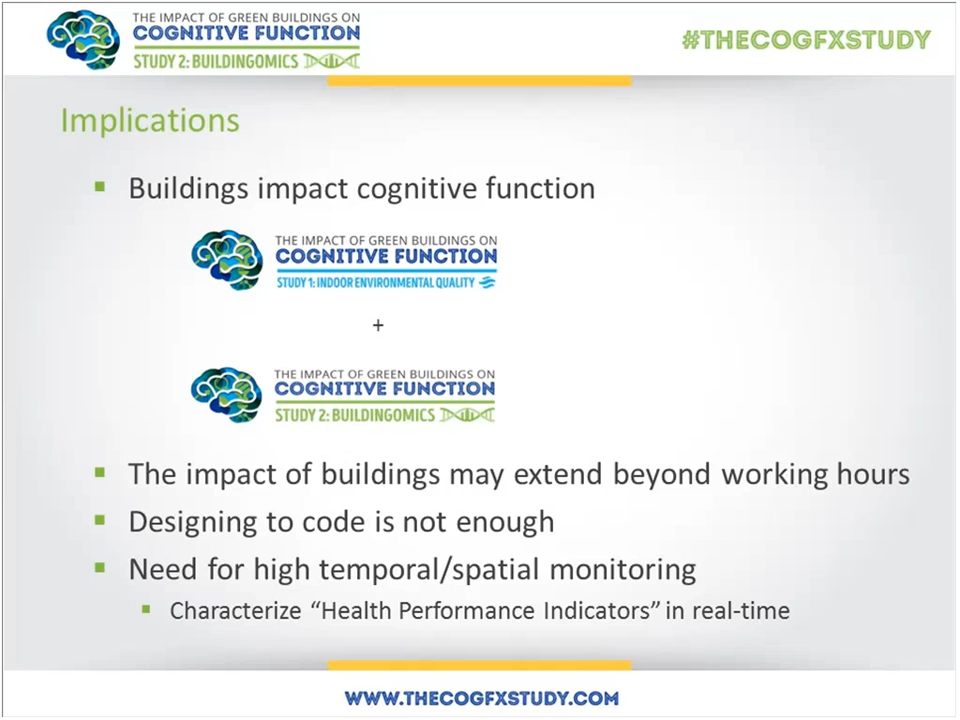 THE IMPACT OF GREEN BUILDINGS ON
COGNITIVE FUNCTION
STUDY 2: BUILDINGOMICS
#THECOGFXSTUDY
Implications
Buildings impact cognitive function
THE IMPACT OF GREEN BUILDINGS ON
COGNITIVE FUNCTION
STUDY 1: INDOOR ENVIRONMENTAL QUALITY
+
THE IMPACT OF GREEN BUILDINGS ON
COGNITIVE FUNCTION
STUDY 2: BUILDINGOMICS
The impact of buildings may extend beyond working hours
Designing to code is not enough
Need for high temporal/spatial monitoring
Characterize “Health Performance Indicators” in real-time
WWW.THECOGFXSTUDY.COM